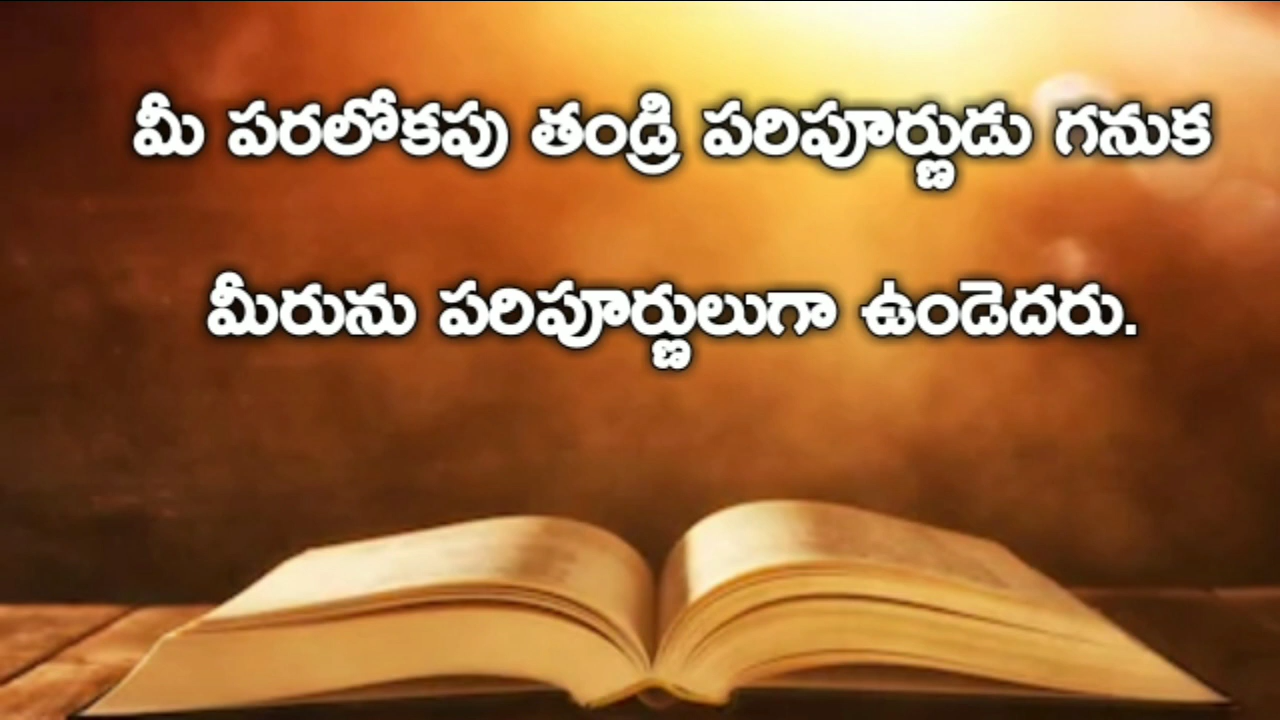 మీ పరలోకపు తండ్రి పరిపూర్ణుడు గనుక
మీరును పరిపూర్ణులుగా ఉండెదరు.